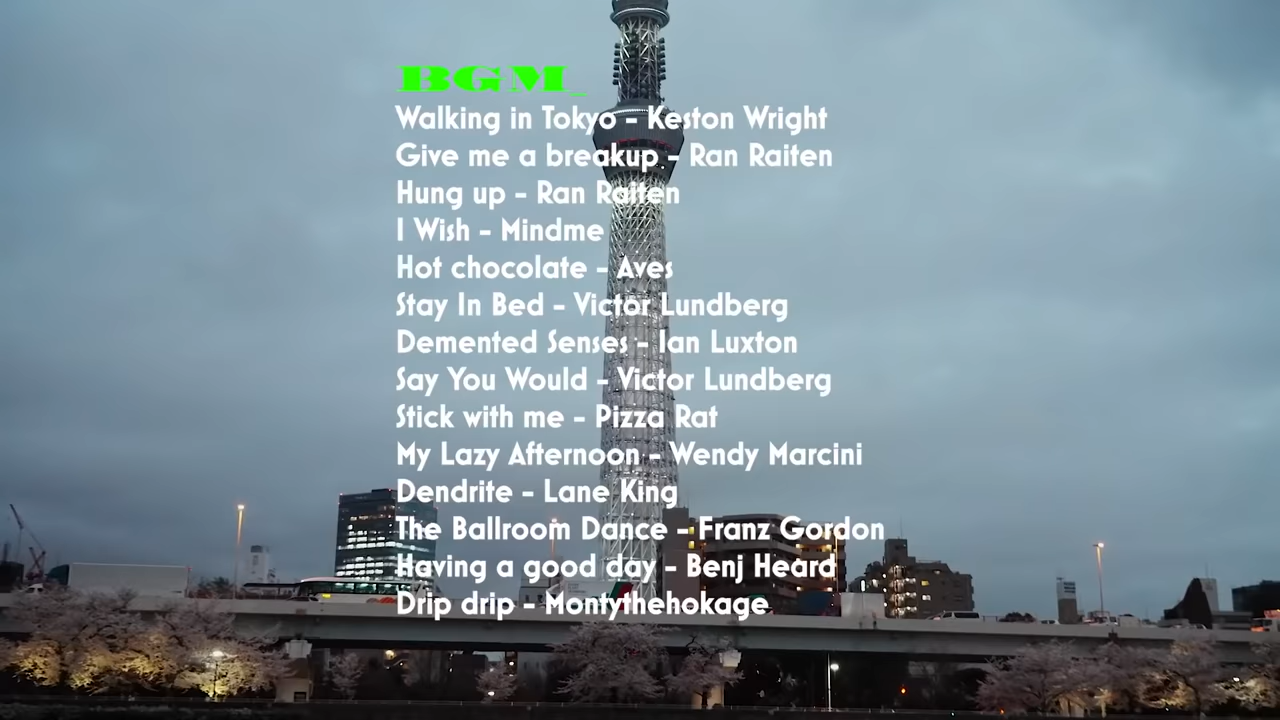 BGM_
Walking in Tokyo - Keston Wright
Give me a breakup - Ran Raiten
Hung up - Ran Raiten
I Wish - Mindme
Hot chocolate - Aves
Stay In Bed - Victor Lundberg
Demented Senses - Ian Luxton
Say You Would - Victor Lundberg
Stick with me - Pizza Rat
My Lazy Afternoon - Wendy Marcini
Dendrite - Lane King
The Ballroom Dance - Franz Gordon
Having a good day - Benj Heard
Drip drip - Montythehokage